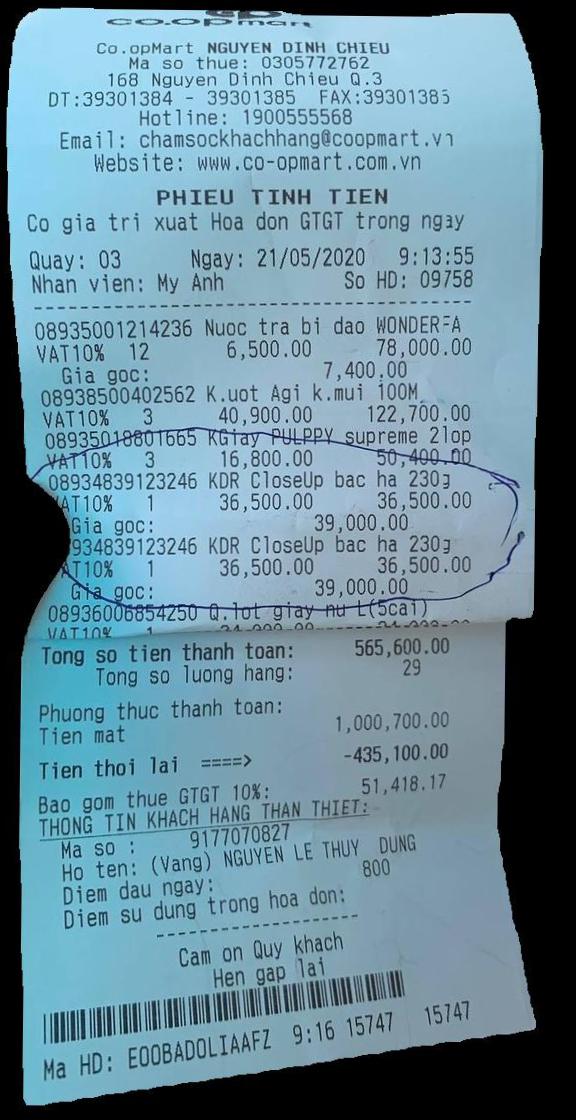 co.opmart
Co.opMart NGUYEN DINH CHIEU
Ma so thue: 0305772762
168 Nguyen Dinh Chieu Q.3
DT:39301384 - 39301385 FAX:39301385
Hotline: 1900555568
Email: chamsockhachhang@coopmart.vn
Website: www.co-opmart.com.vn
PHIEU TINH TIEN
Co gia tri xuat Hoa don GTGT trong ngay
Quay: 03 Ngay: 21/05/2020 9:13:55
Nhan vien: My Anh So HD: 09758
08935001214236 Nuoc tra bi dao WONDERFA
VAT10% 12 6,500.00 78,000.00
Gia goc: 7,400.00
08938500402562 K.uot Agi k.mui 100M
VAT10% 3 40,900.00 122,700.00
08935018801665 KGiay PULPPY supreme 2lop
VAT10% 3 16,800.00 50,400.00
08934839123246 KDR CloseUp bac ha 230g
VAT10% 1 36,500.00 36,500.00
Gia goc: 39,000.00
934839123246 KDR CloseUp bac ha 230g
AT10% 1 36,500.00 36,500.00
Gia goc: 39,000.00
08936006854250 Q.lot giay nu L(5cai)
VAT10% 1
Tong so tien thanh toan: 565,600.00
Tong so luong hang: 29
Phuong thuc thanh toan:
Tien mat 1,000,700.00
Tien thoi lai ====> -435,100.00
Bao gom thue GTGT 10%: 51,418.17
THONG TIN KHACH HANG THAN THIET:
Ma so : 9177070827
Ho ten: (Vang) NGUYEN LE THUY DUNG
Diem dau ngay: 800
Diem su dung trong hoa don:
Cam on Quy khach
Hen gap lai
Ma HD: EOOBADOLIAAFZ 9:16 15747 15747